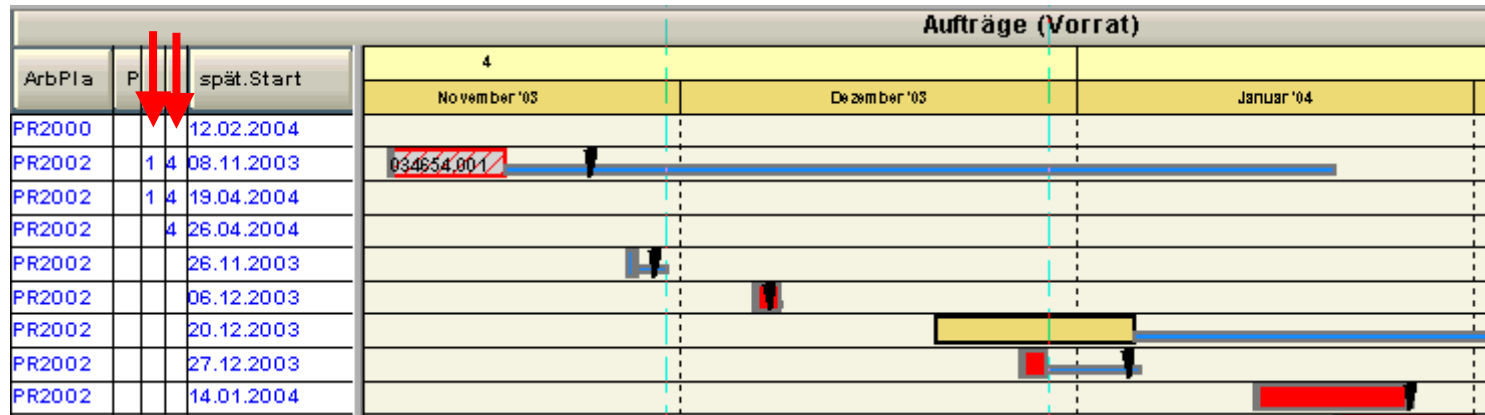 Aufträge (Vorrat)
ArbPla P spät.Start 4
November '03 Dezember '03 Januar '04
PR2000 12.02.2004
PR2002 1 4 08.11.2003 034654,001
PR2002 1 4 19.04.2004
PR2002 4 26.04.2004
PR2002 26.11.2003
PR2002 06.12.2003
PR2002 20.12.2003
PR2002 27.12.2003
PR2002 14.01.2004